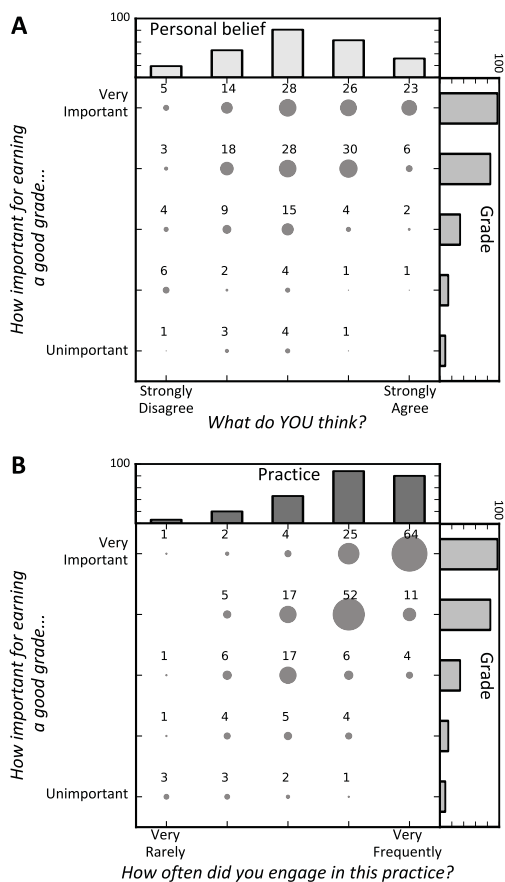 A
100
Personal belief
100
Very
Important
5 14 28 26 23
3 18 28 30 6
4 9 15 4 2
6 2 4 1 1
Unimportant
1 3 4 1
How important for earning
a good grade...
Grade
Strongly
Disagree
Strongly
Agree
What do YOU think?
B
100
Practice
100
Very
Important
1 2 4 25 64
5 17 52 11
1 6 17 6 4
1 4 5 4
Unimportant
3 3 2 1
How important for earning
a good grade...
Grade
Very
Rarely
Very
Frequently
How often did you engage in this practice?